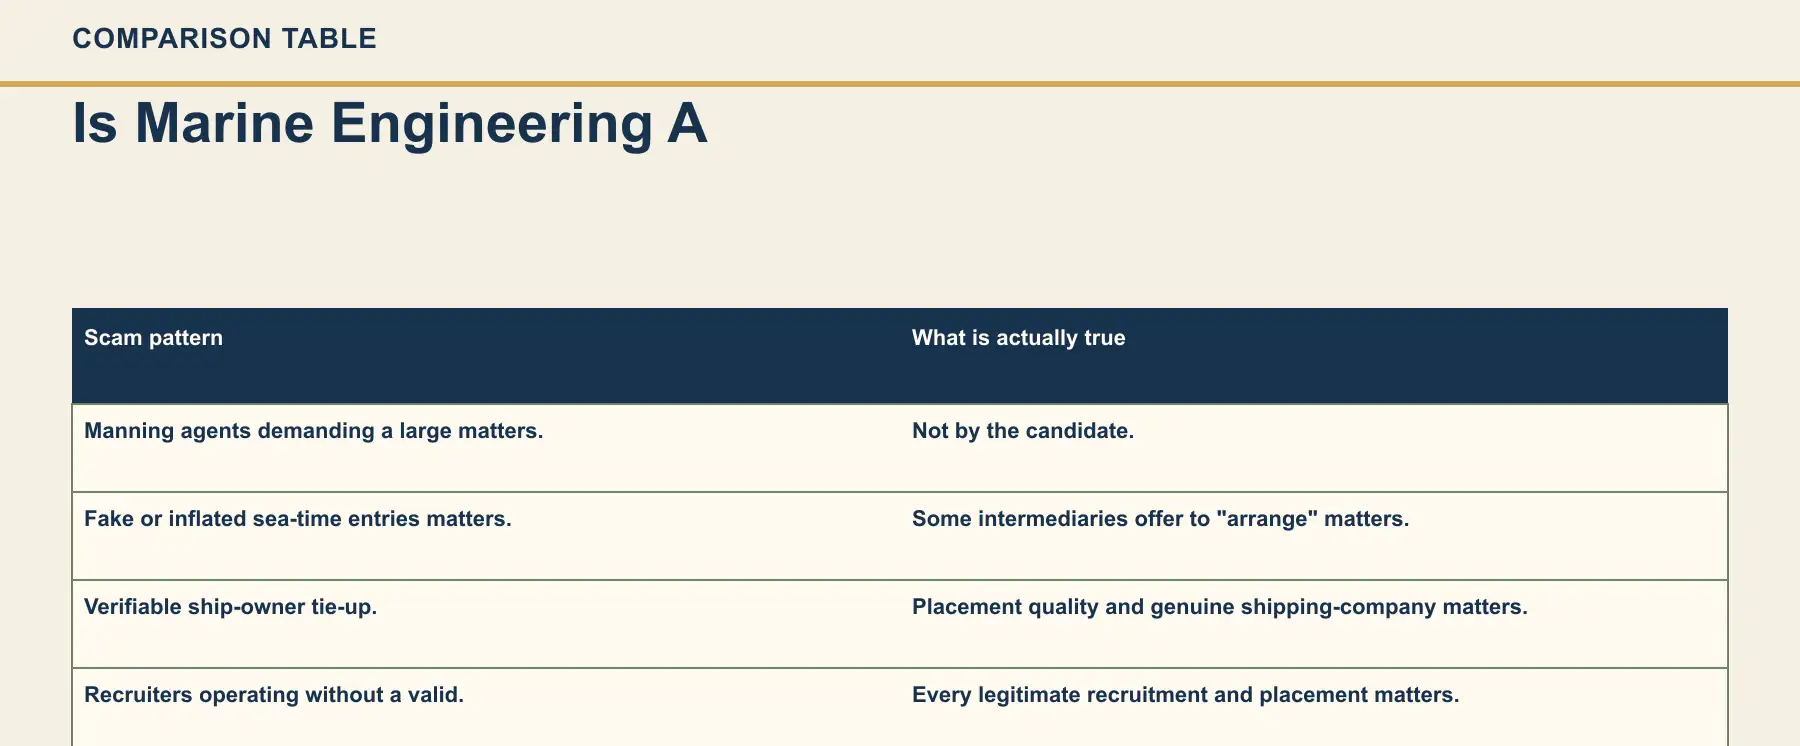 COMPARISON TABLE
Is Marine Engineering A
Scam pattern What is actually true
Manning agents demanding a large matters. Not by the candidate.
Fake or inflated sea-time entries matters. Some intermediaries offer to "arrange" matters.
Verifiable ship-owner tie-up. Placement quality and genuine shipping-company matters.
Recruiters operating without a valid. Every legitimate recruitment and placement matters.